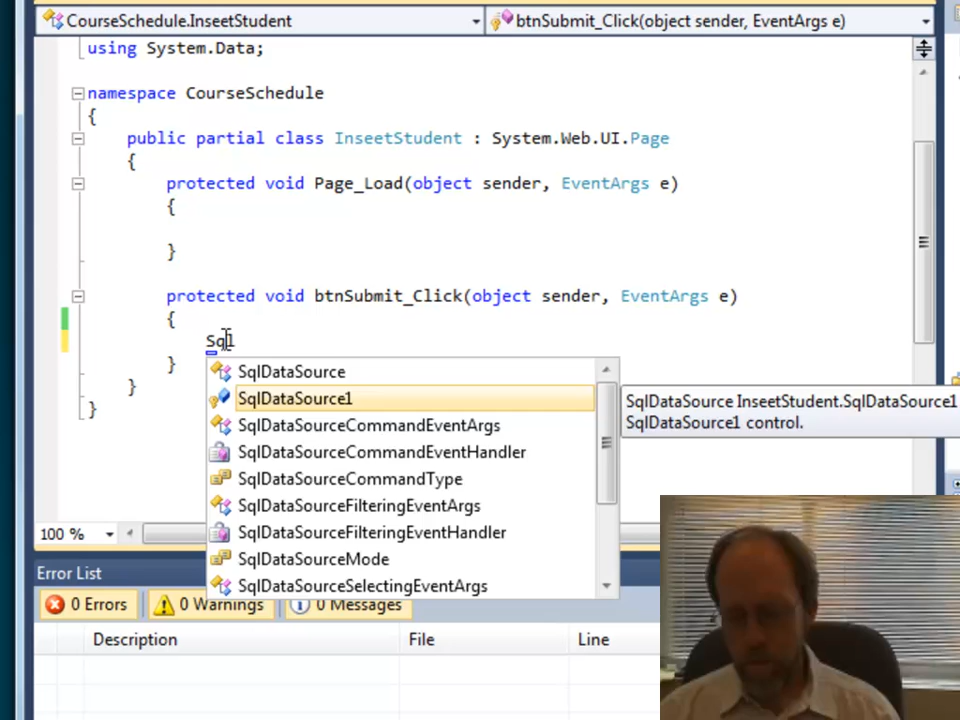 CourseSchedule.InseetStudent
btnSubmit_Click(object sender, EventArgs e)
using System.Data;
namespace CourseSchedule
{
public partial class InseetStudent : System.Web.UI.Page
{
protected void Page_Load(object sender, EventArgs e)
{
}
protected void btnSubmit_Click(object sender, EventArgs e)
{
Sql
}
}
}
SqlDataSource
SqlDataSource1
SqlDataSourceCommandEventArgs
SqlDataSourceCommandEventHandler
SqlDataSourceCommandType
SqlDataSourceFilteringEventArgs
SqlDataSourceFilteringEventHandler
SqlDataSourceMode
SqlDataSourceSelectingEventArgs
SqlDataSource InseetStudent.SqlDataSource1
SqlDataSource1 control.
100 %
Error List
0 Errors
0 Warnings
0 Messages
Description
File
Line